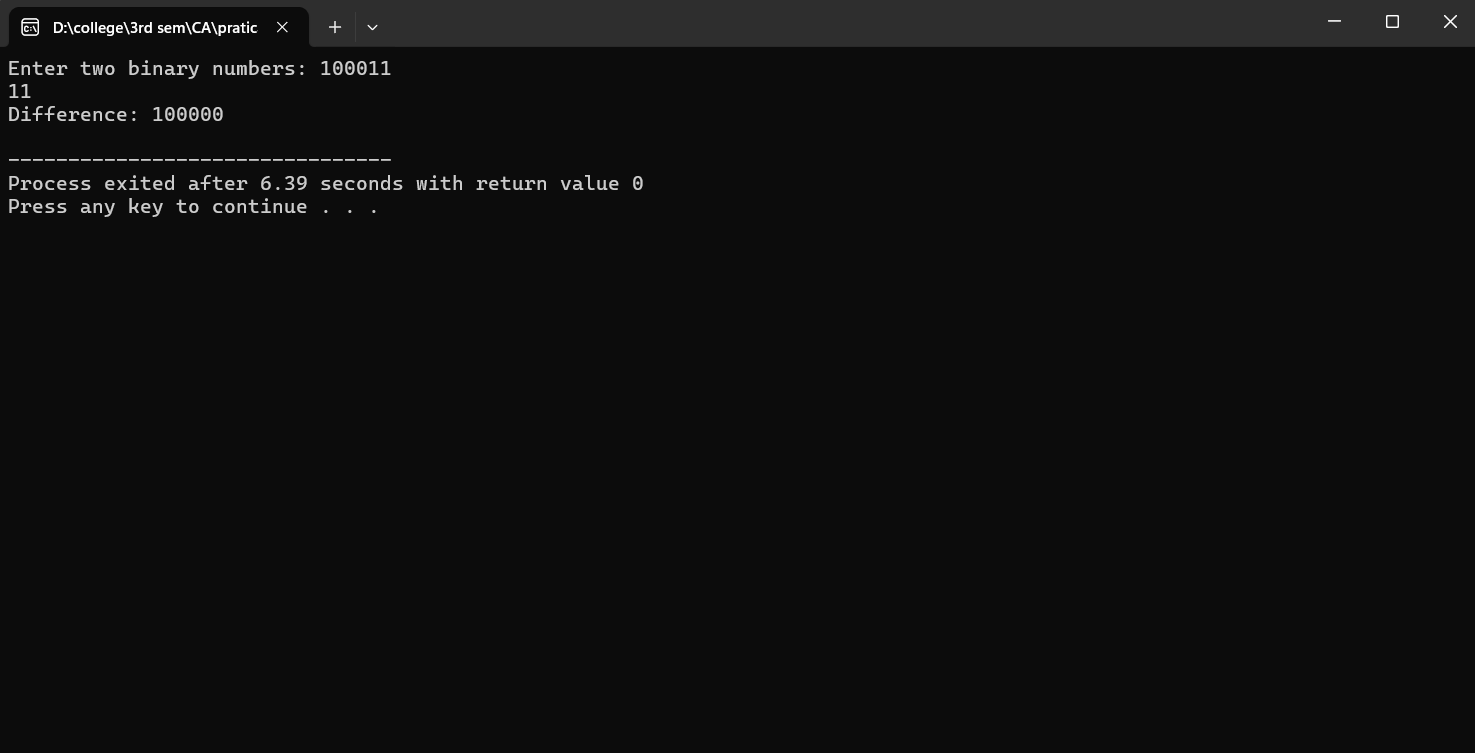 D:\college\3rd sem\CA\pratic
Enter two binary numbers: 100011
11
Difference: 100000
--------------------------------
Process exited after 6.39 seconds with return value 0
Press any key to continue . . .